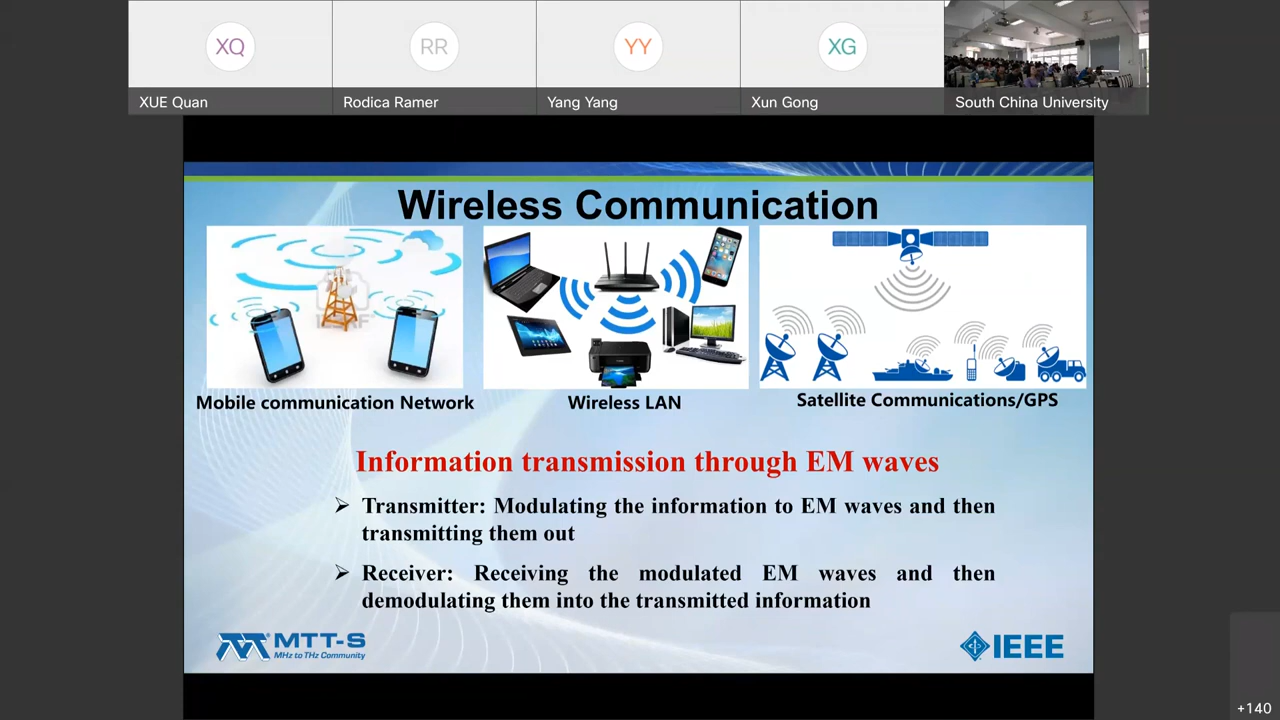 XQ
RR
YY
XG
XUE Quan
Rodica Ramer
Yang Yang
Xun Gong
South China University
Wireless Communication
Mobile communication Network
Wireless LAN
Satellite Communications/GPS
Information transmission through EM waves
➢ Transmitter: Modulating the information to EM waves and then
transmitting them out
➢ Receiver: Receiving the modulated EM waves and then
demodulating them into the transmitted information
MTT-S
MHz to THz Community
IEEE
+140